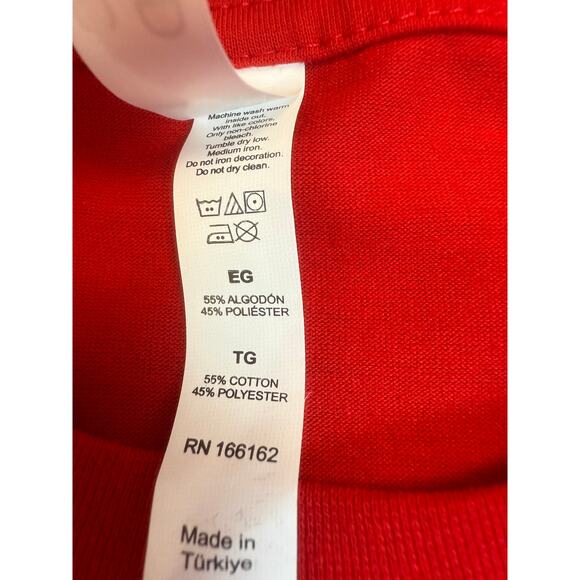 Machine wash warm
inside out.
With like colors.
Only non-chlorine
bleach.
Tumble dry low.
Medium iron.
Do not iron decoration.
Do not dry clean.
EG
55% ALGODÓN
45% POLIÉSTER
TG
55% COTTON
45% POLYESTER
RN 166162
Made in
Türkiye